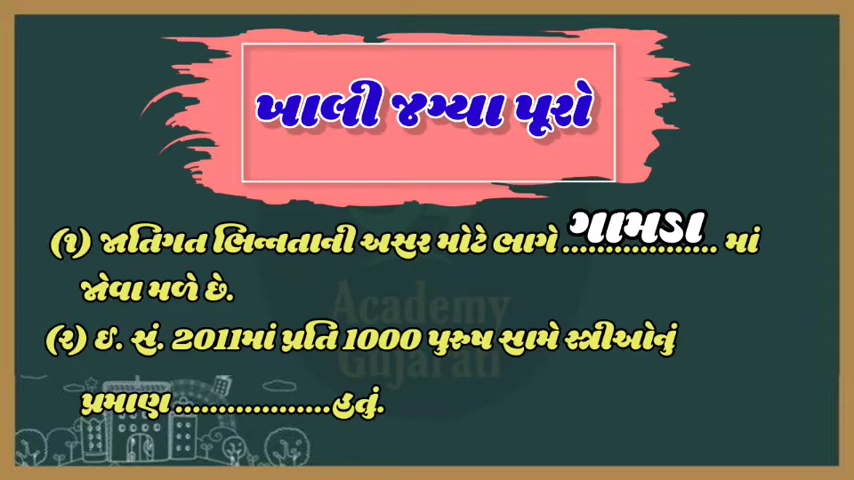 ખાલી જગ્યા પૂરો
(૧) જાતિગત ભિન્નતાની અસર મોટે ભાગે ગામડા .................. માં
જોવા મળે છે.
(૨) ઈ. સં. 2011માં પ્રતિ 1000 પુરુષ સામે સ્ત્રીઓનું
પ્રમાણ ..................હતું.
Academy
Gujarati